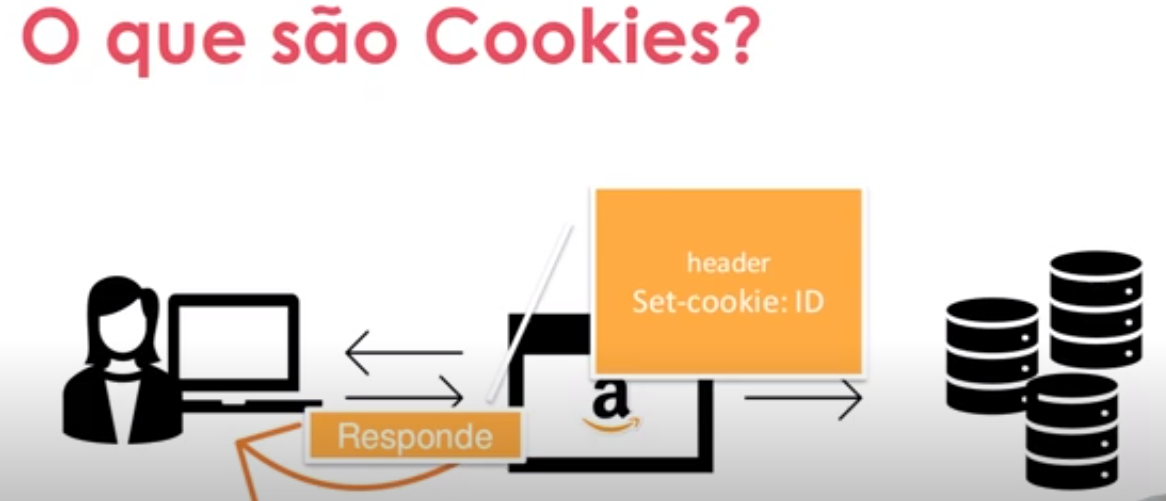 O que são Cookies?
header
Set-cookie: ID
a
Responde